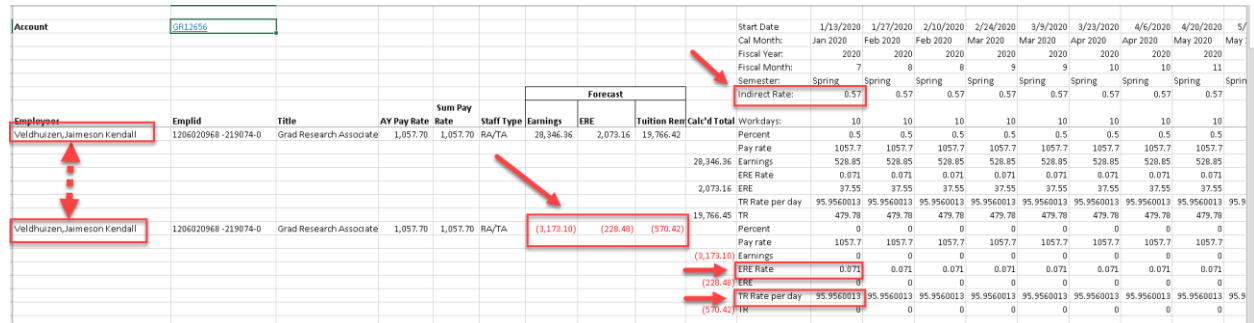 Account GR12656 Start Date 1/13/2020 1/27/2020 2/10/2020 2/24/2020 3/9/2020 3/23/2020 4/6/2020 4/20/2020 5/
Cal Month: Jan 2020 Feb 2020 Feb 2020 Mar 2020 Mar 2020 Apr 2020 Apr 2020 May 2020 May
Fiscal Year: 2020 2020 2020 2020 2020 2020 2020 2020
Fiscal Month: 7 8 8 9 9 10 10 11
Semester: Spring Spring Spring Spring Spring Spring Spring Spring Sprin
Forecast Indirect Rate: 0.57 0.57 0.57 0.57 0.57 0.57 0.57 0.57
Employees Emplid Title AY Pay Rate Sum Pay Rate Staff Type Earnings ERE Tuition Rem Calc'd Total Workdays: 10 10 10 10 10 10 10 10
Veldhuizen,Jaimeson Kendall 1206020968 -219074-0 Grad Research Associate 1,057.70 1,057.70 RA/TA 28,346.36 2,073.16 19,766.42 Percent 0.5 0.5 0.5 0.5 0.5 0.5 0.5 0.5
Pay rate 1057.7 1057.7 1057.7 1057.7 1057.7 1057.7 1057.7 1057.7
28,346.36 Earnings 528.85 528.85 528.85 528.85 528.85 528.85 528.85 528.85
ERE Rate 0.071 0.071 0.071 0.071 0.071 0.071 0.071 0.071
2,073.16 ERE 37.55 37.55 37.55 37.55 37.55 37.55 37.55 37.55
TR Rate per day 95.9560013 95.9560013 95.9560013 95.9560013 95.9560013 95.9560013 95.9560013 95.9560013 95.9
19,766.45 TR 479.78 479.78 479.78 479.78 479.78 479.78 479.78 479.78
Veldhuizen,Jaimeson Kendall 1206020968 -219074-0 Grad Research Associate 1,057.70 1,057.70 RA/TA (3,173.10) (228.48) (570.42) Percent 0 0 0 0 0 0 0 0
Pay rate 1057.7 1057.7 1057.7 1057.7 1057.7 1057.7 1057.7 1057.7
(3,173.10) Earnings 0 0 0 0 0 0 0 0
ERE Rate 0.071 0.071 0.071 0.071 0.071 0.071 0.071 0.071
(228.48) ERE 0 0 0 0 0 0 0 0
TR Rate per day 95.9560013 95.9560013 95.9560013 95.9560013 95.9560013 95.9560013 95.9560013 95.9560013 95.9
(570.42) TR 0 0 0 0 0 0 0 0